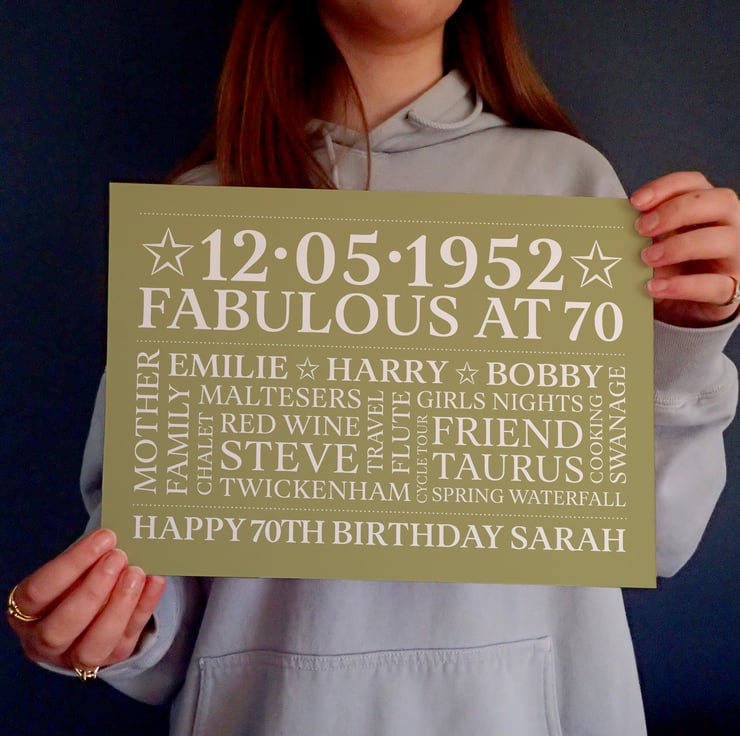 ☆ 12·05·1952 ☆
FABULOUS AT 70
EMILIE ☆ HARRY ☆ BOBBY
MOTHER
FAMILY
CHALET
MALTESERS
RED WINE
STEVE
TWICKENHAM
TRAVEL
FLUTE
CYCLE TOUR
GIRLS NIGHTS
FRIEND
TAURUS
SPRING WATERFALL
COOKING
SWANAGE
HAPPY 70TH BIRTHDAY SARAH